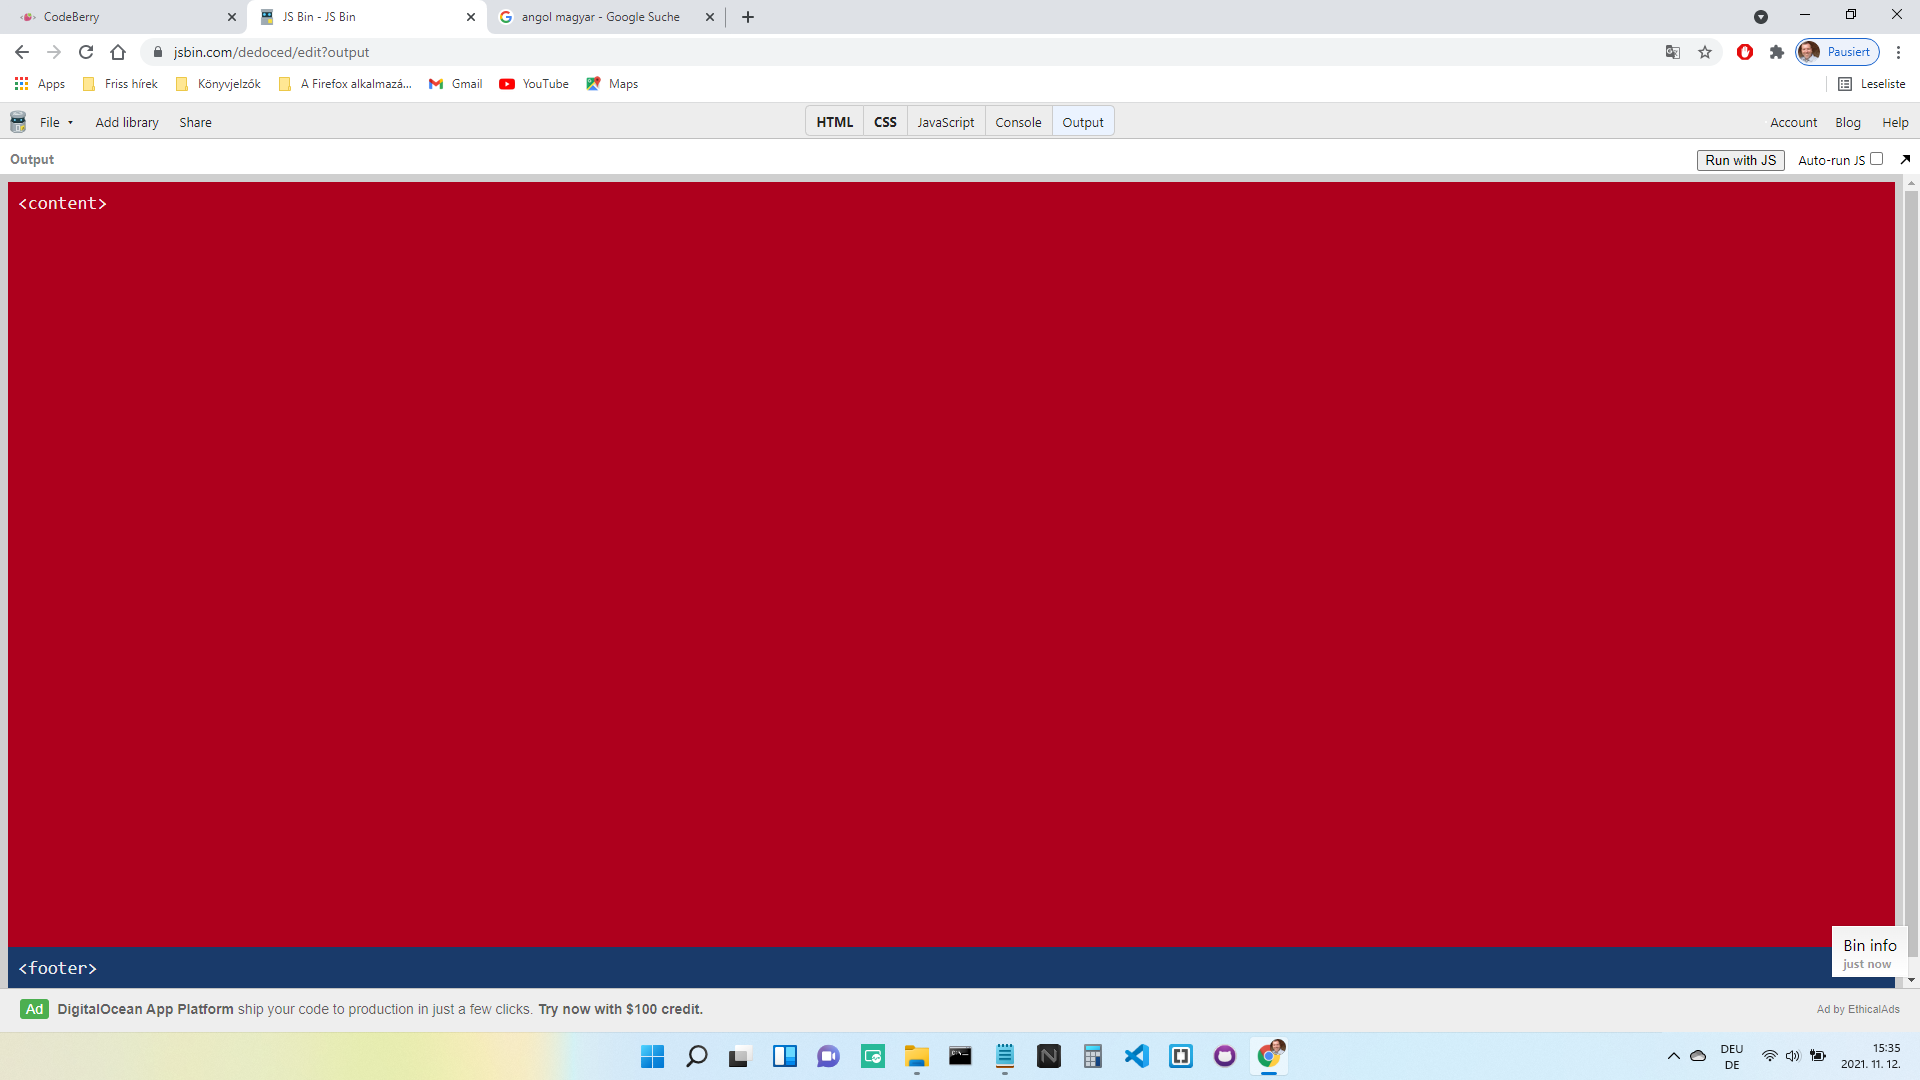 CodeBerry
JS Bin - JS Bin
angol magyar - Google Suche
jsbin.com/dedoced/edit?output
Pausiert
Apps
Friss hírek
Könyvjelzők
A Firefox alkalmazá...
Gmail
YouTube
Maps
Leseliste
File
Add library
Share
HTML
CSS
JavaScript
Console
Output
Account
Blog
Help
Output
Run with JS
Auto-run JS
<content>
<footer>
Bin info
just now
Ad
DigitalOcean App Platform ship your code to production in just a few clicks. Try now with $100 credit.
Ad by EthicalAds
DEU
DE
15:35
2021. 11. 12.